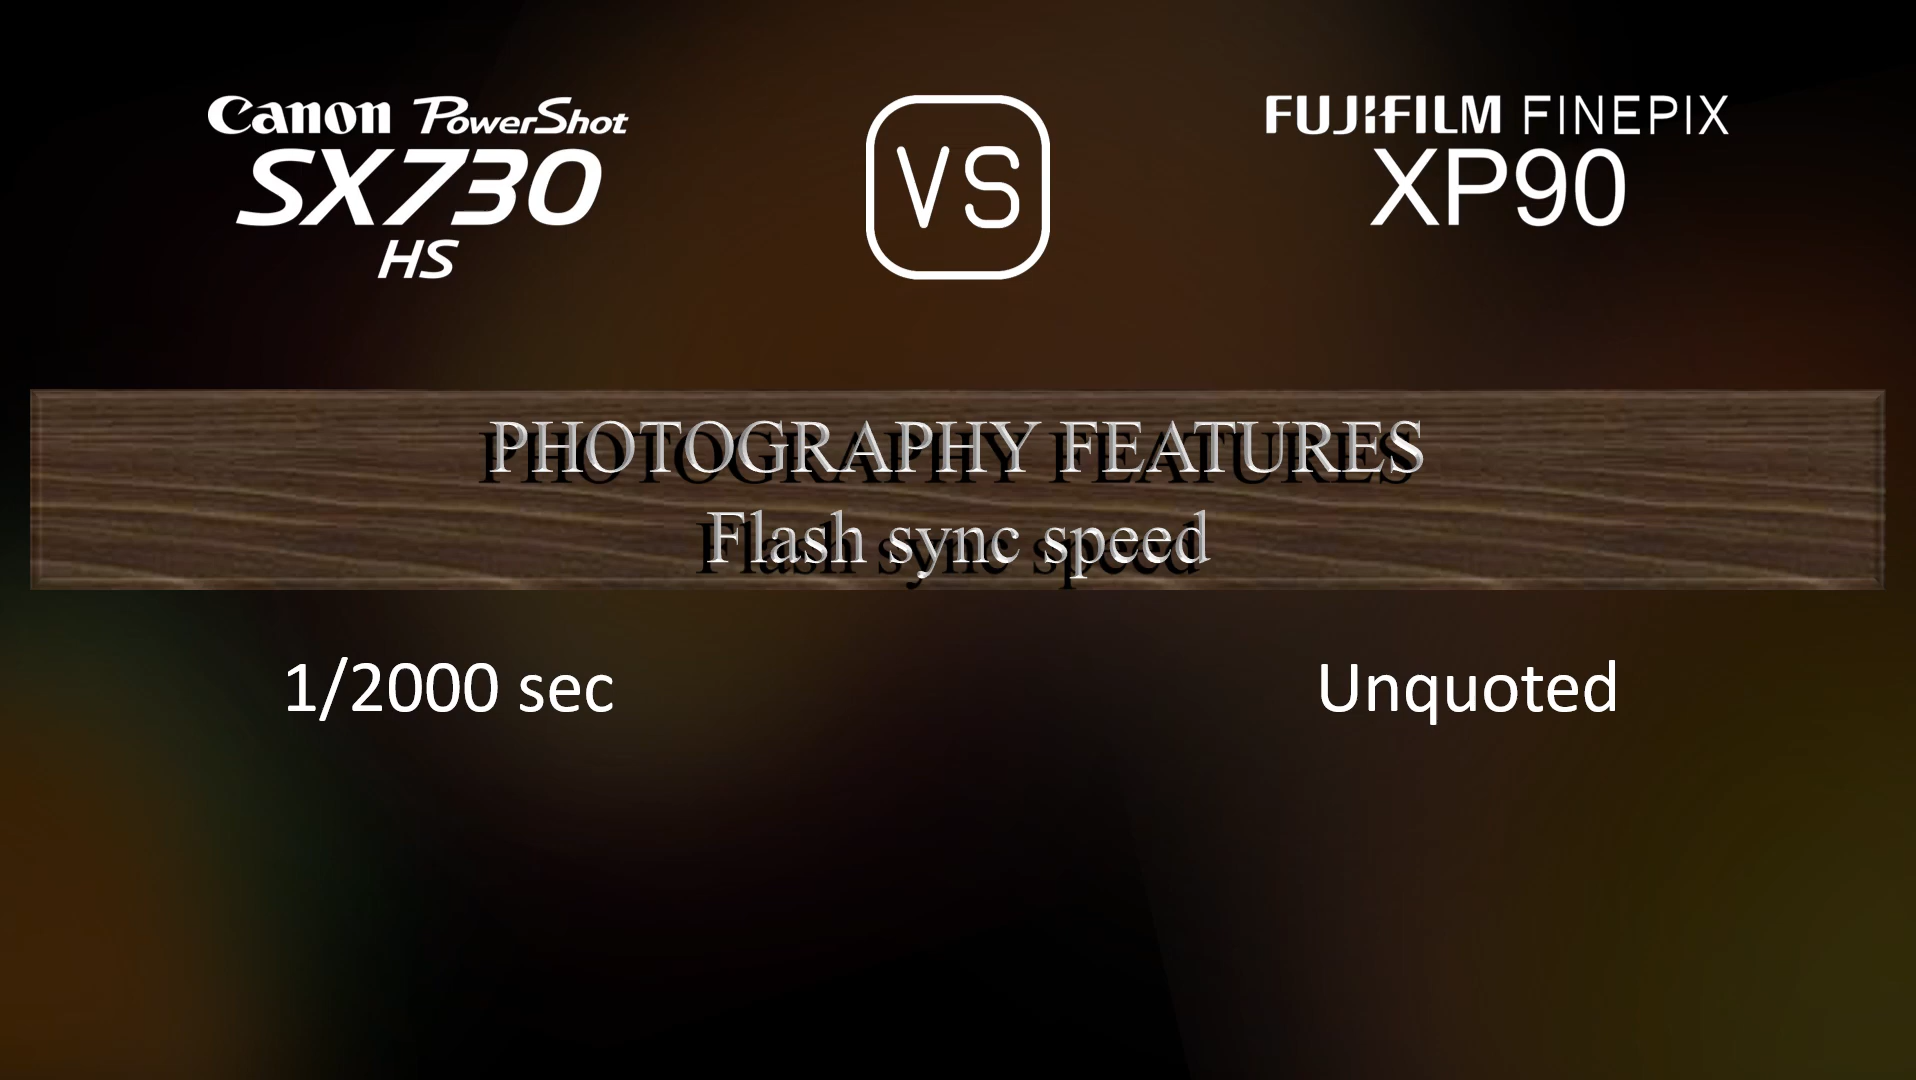 Canon PowerShot
SX730
HS
VS
FUJIFILM FINEPIX
XP90
PHOTOGRAPHY FEATURES
Flash sync speed
1/2000 sec
Unquoted